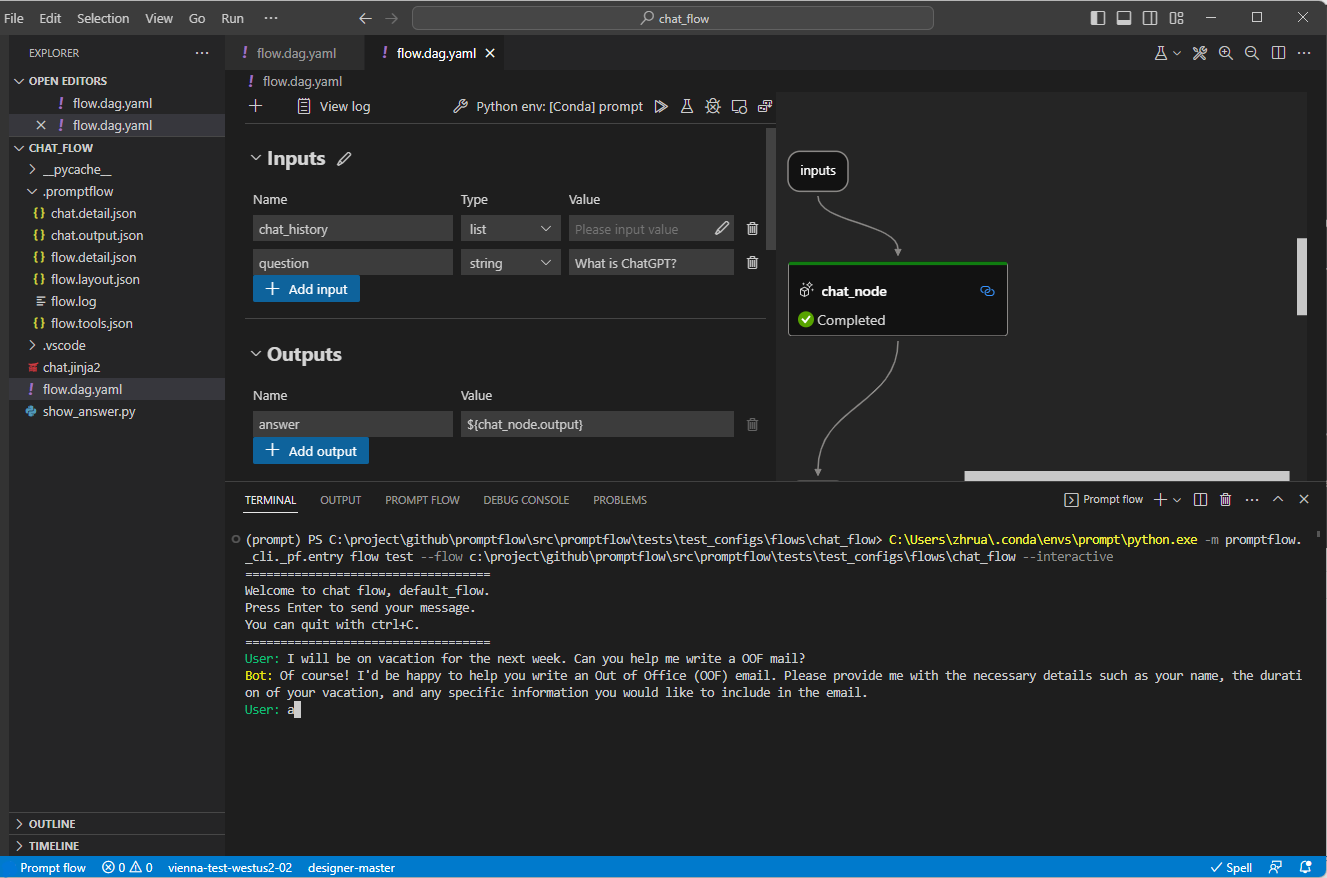 File Edit Selection View Go Run ··· chat_flow
EXPLORER ···
OPEN EDITORS
! flow.dag.yaml
! flow.dag.yaml
CHAT_FLOW
__pycache__
.promptflow
{} chat.detail.json
{} chat.output.json
{} flow.detail.json
{} flow.layout.json
flow.log
{} flow.tools.json
.vscode
chat.jinja2
! flow.dag.yaml
show_answer.py
OUTLINE
TIMELINE
! flow.dag.yaml ! flow.dag.yaml
! flow.dag.yaml
View log Python env: [Conda] prompt
Inputs
Name Type Value
chat_history list Please input value
question string What is ChatGPT?
Add input
Outputs
Name Value
answer ${chat_node.output}
Add output
inputs
chat_node
Completed
TERMINAL OUTPUT PROMPT FLOW DEBUG CONSOLE PROBLEMS Prompt flow
(prompt) PS C:\project\github\promptflow\src\promptflow\tests\test_configs\flows\chat_flow> C:\Users\zhrua\.conda\envs\prompt\python.exe -m promptflow.
_cli._pf.entry flow test --flow c:\project\github\promptflow\src\promptflow\tests\test_configs\flows\chat_flow --interactive
===================================
Welcome to chat flow, default_flow.
Press Enter to send your message.
You can quit with ctrl+C.
===================================
User: I will be on vacation for the next week. Can you help me write a OOF mail?
Bot: Of course! I'd be happy to help you write an Out of Office (OOF) email. Please provide me with the necessary details such as your name, the durati
on of your vacation, and any specific information you would like to include in the email.
User: a
Prompt flow 0 0 vienna-test-westus2-02 designer-master Spell